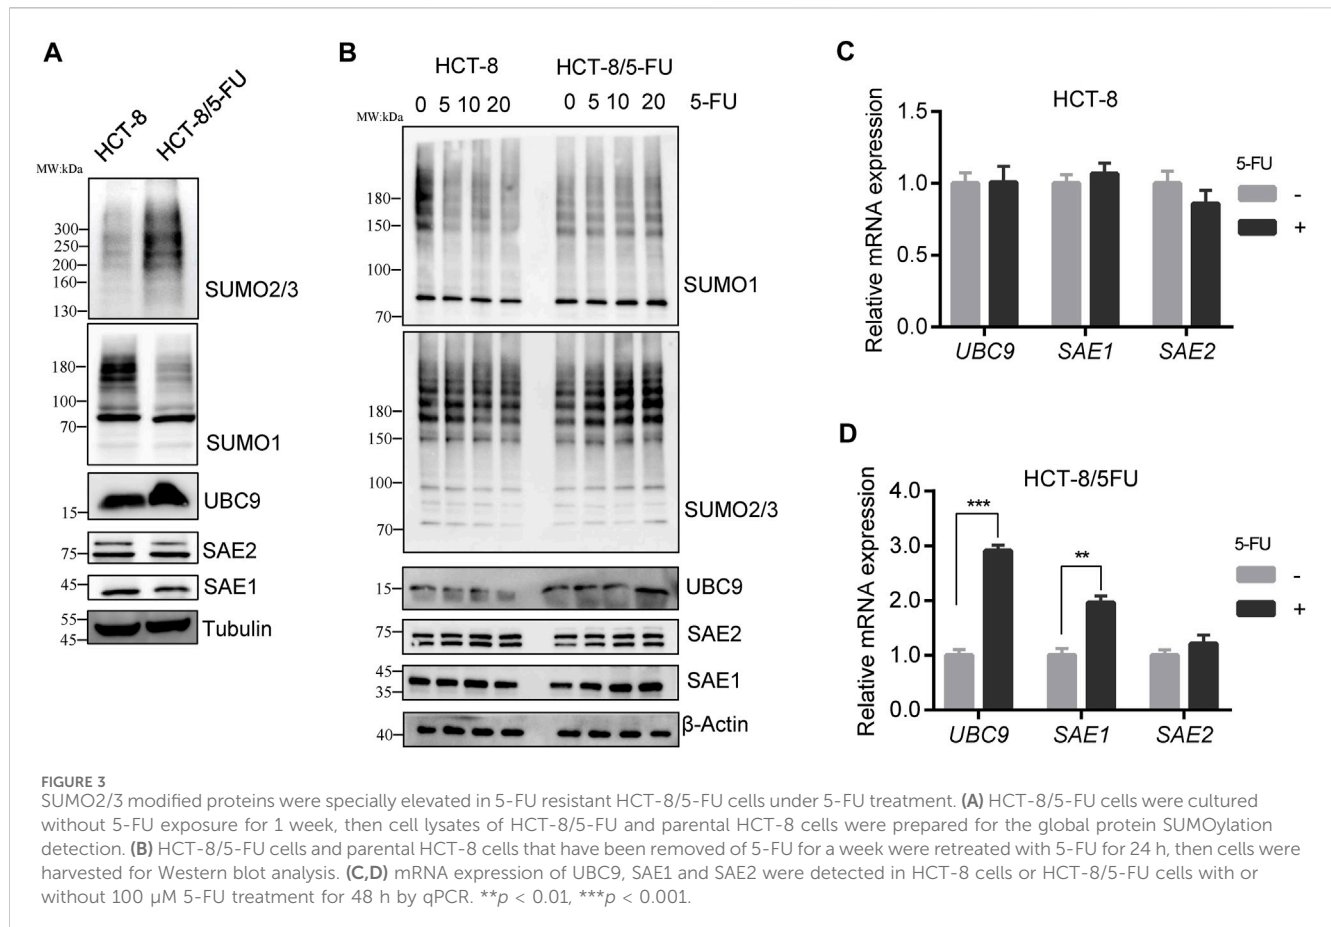 A
HCT-8
HCT-8/5-FU
MW:kDa
300
250
200
160
130
SUMO2/3
180
100
70
SUMO1
15
UBC9
75
SAE2
45
SAE1
55
45
Tubulin
B
HCT-8 HCT-8/5-FU
0 5 10 20 0 5 10 20 5-FU
MW:kDa
180
150
100
70
SUMO1
180
150
100
70
SUMO2/3
15
UBC9
75
SAE2
45
35
SAE1
40
β-Actin
C
HCT-8
Relative mRNA expression
1.5
1.0
0.5
0.0
UBC9 SAE1 SAE2
5-FU
-
+
D
HCT-8/5FU
Relative mRNA expression
4.0
3.0
2.0
1.0
0.0
***
**
UBC9 SAE1 SAE2
5-FU
-
+
FIGURE 3
SUMO2/3 modified proteins were specially elevated in 5-FU resistant HCT-8/5-FU cells under 5-FU treatment. (A) HCT-8/5-FU cells were cultured
without 5-FU exposure for 1 week, then cell lysates of HCT-8/5-FU and parental HCT-8 cells were prepared for the global protein SUMOylation
detection. (B) HCT-8/5-FU cells and parental HCT-8 cells that have been removed of 5-FU for a week were retreated with 5-FU for 24 h, then cells were
harvested for Western blot analysis. (C,D) mRNA expression of UBC9, SAE1 and SAE2 were detected in HCT-8 cells or HCT-8/5-FU cells with or
without 100 μM 5-FU treatment for 48 h by qPCR. **p < 0.01, ***p < 0.001.